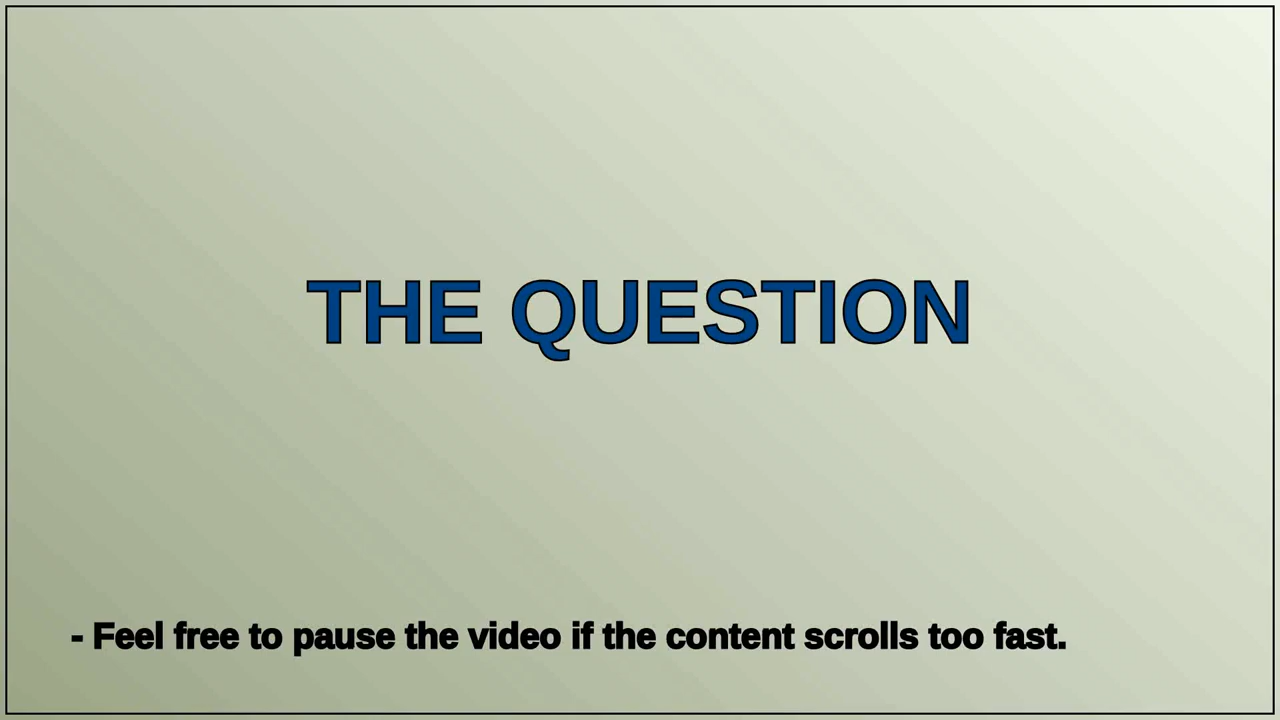 THE QUESTION
- Feel free to pause the video if the content scrolls too fast.